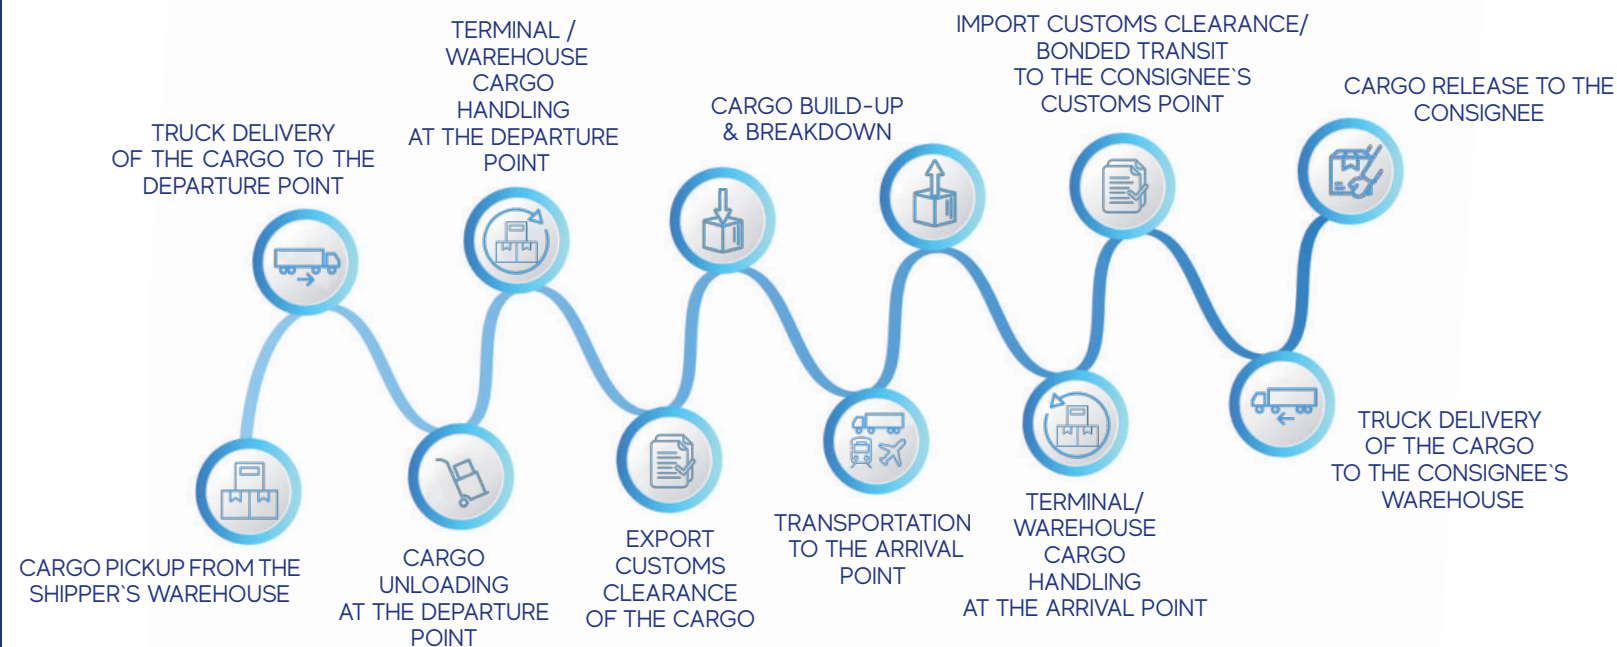 CARGO PICKUP FROM THE
SHIPPER`S WAREHOUSE
TRUCK DELIVERY
OF THE CARGO TO THE
DEPARTURE POINT
CARGO
UNLOADING
AT THE DEPARTURE
POINT
TERMINAL /
WAREHOUSE
CARGO
HANDLING
AT THE DEPARTURE
POINT
EXPORT
CUSTOMS
CLEARANCE
OF THE CARGO
CARGO BUILD-UP
& BREAKDOWN
TRANSPORTATION
TO THE ARRIVAL
POINT
TERMINAL/
WAREHOUSE
CARGO
HANDLING
AT THE ARRIVAL POINT
IMPORT CUSTOMS CLEARANCE/
BONDED TRANSIT
TO THE CONSIGNEE`S
CUSTOMS POINT
TRUCK DELIVERY
OF THE CARGO
TO THE CONSIGNEE`S
WAREHOUSE
CARGO RELEASE TO THE
CONSIGNEE